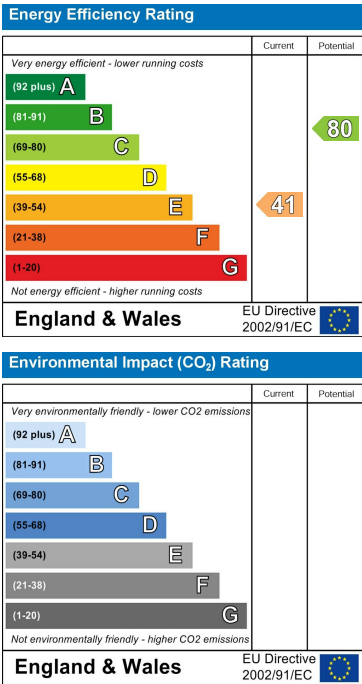 Energy Efficiency Rating
Current Potential
Very energy efficient - lower running costs
(92 plus) A
(81-91) B
(69-80) C
(55-68) D
(39-54) E
(21-38) F
(1-20) G
41
80
Not energy efficient - higher running costs
England & Wales
EU Directive
2002/91/EC
Environmental Impact (CO₂) Rating
Current Potential
Very environmentally friendly - lower CO2 emissions
(92 plus) A
(81-91) B
(69-80) C
(55-68) D
(39-54) E
(21-38) F
(1-20) G
Not environmentally friendly - higher CO2 emissions
England & Wales
EU Directive
2002/91/EC